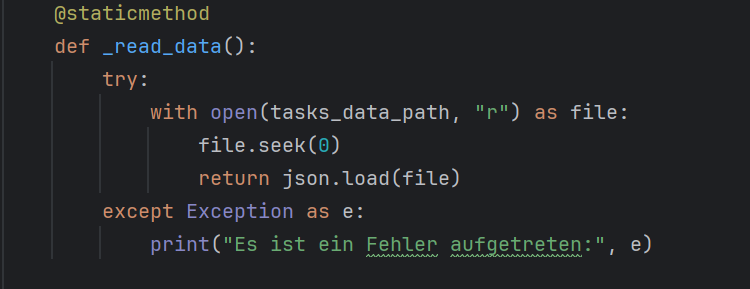 @staticmethod
def _read_data():
try:
with open(tasks_data_path, "r") as file:
file.seek(0)
return json.load(file)
except Exception as e:
print("Es ist ein Fehler aufgetreten:", e)